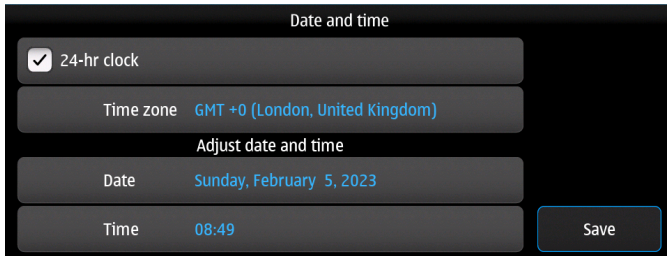 Date and time
24-hr clock
Time zone GMT +0 (London, United Kingdom)
Adjust date and time
Date Sunday, February  5, 2023
Time 08:49
Save